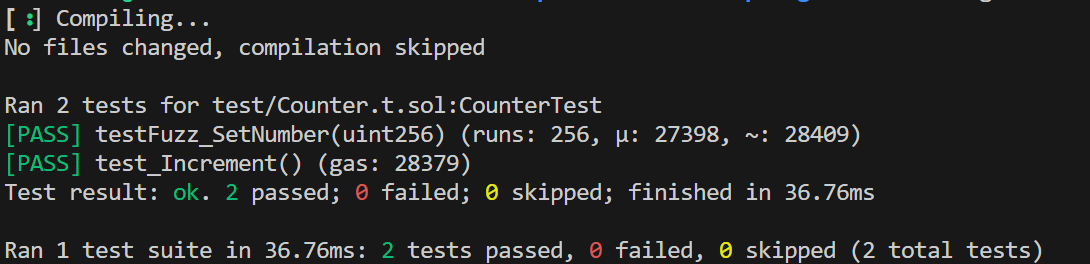 [⠰] Compiling...
No files changed, compilation skipped
Ran 2 tests for test/Counter.t.sol:CounterTest
[PASS] testFuzz_SetNumber(uint256) (runs: 256, μ: 27398, ~: 28409)
[PASS] test_Increment() (gas: 28379)
Test result: ok. 2 passed; 0 failed; 0 skipped; finished in 36.76ms
Ran 1 test suite in 36.76ms: 2 tests passed, 0 failed, 0 skipped (2 total tests)